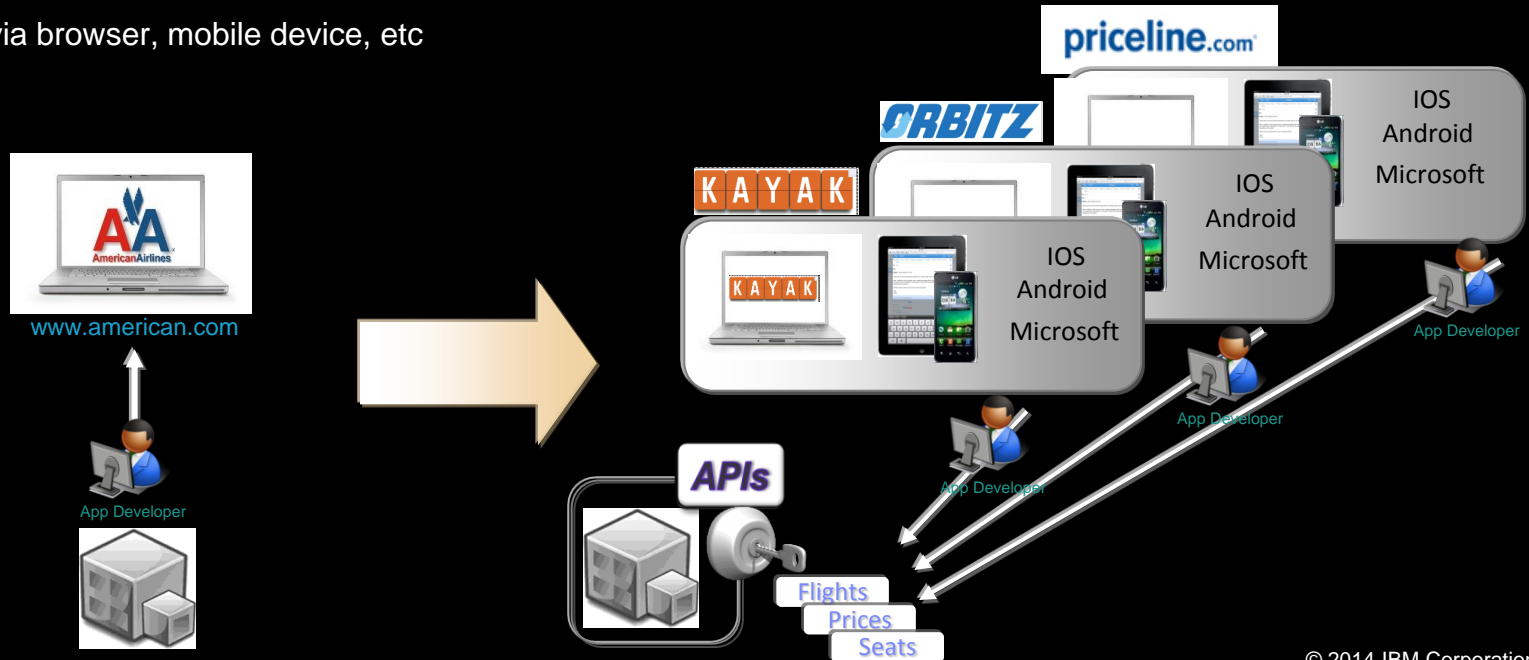 via browser, mobile device, etc
AA
AmericanAirlines
www.american.com
App Developer
priceline.com
IOS
Android
Microsoft
App Developer
ORBITZ
IOS
Android
Microsoft
App Developer
KAYAK
KAYAK
IOS
Android
Microsoft
App Developer
APIs
Flights
Prices
Seats
© 2014 IBM Corporation